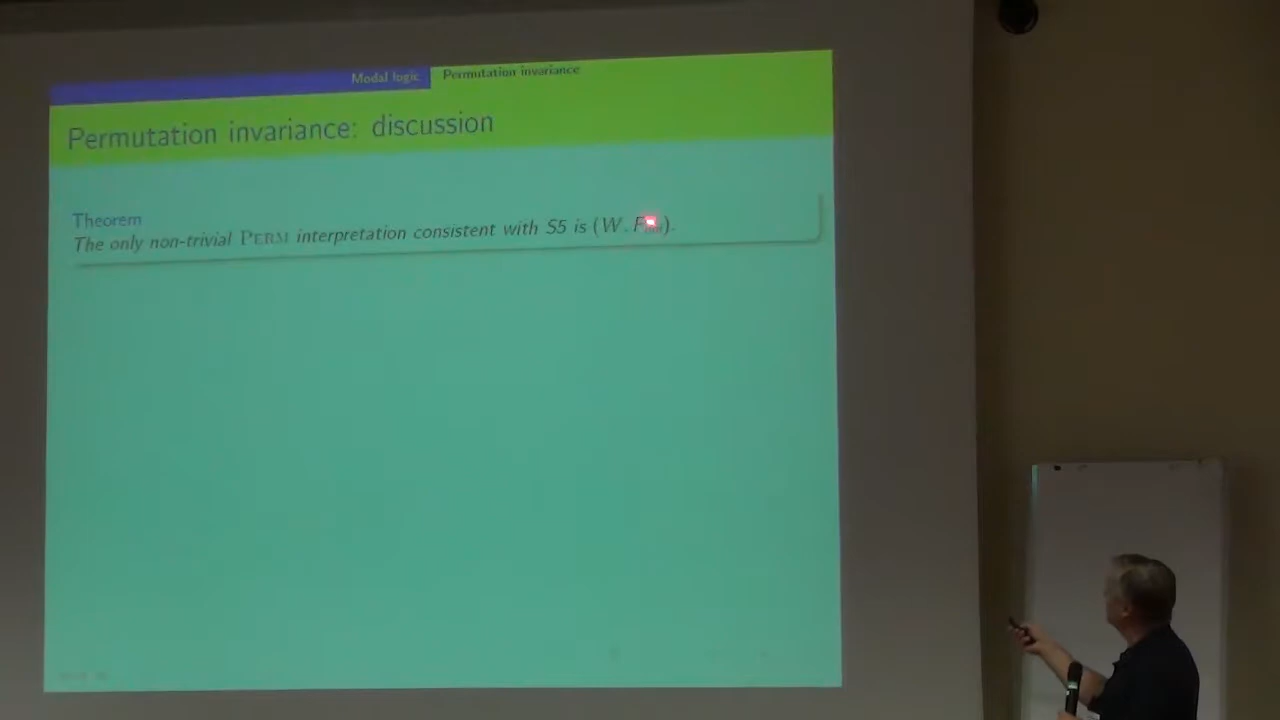 Modal logic Permutation invariance
Permutation invariance: discussion
Theorem
The only non-trivial PERM interpretation consistent with S5 is (W, F